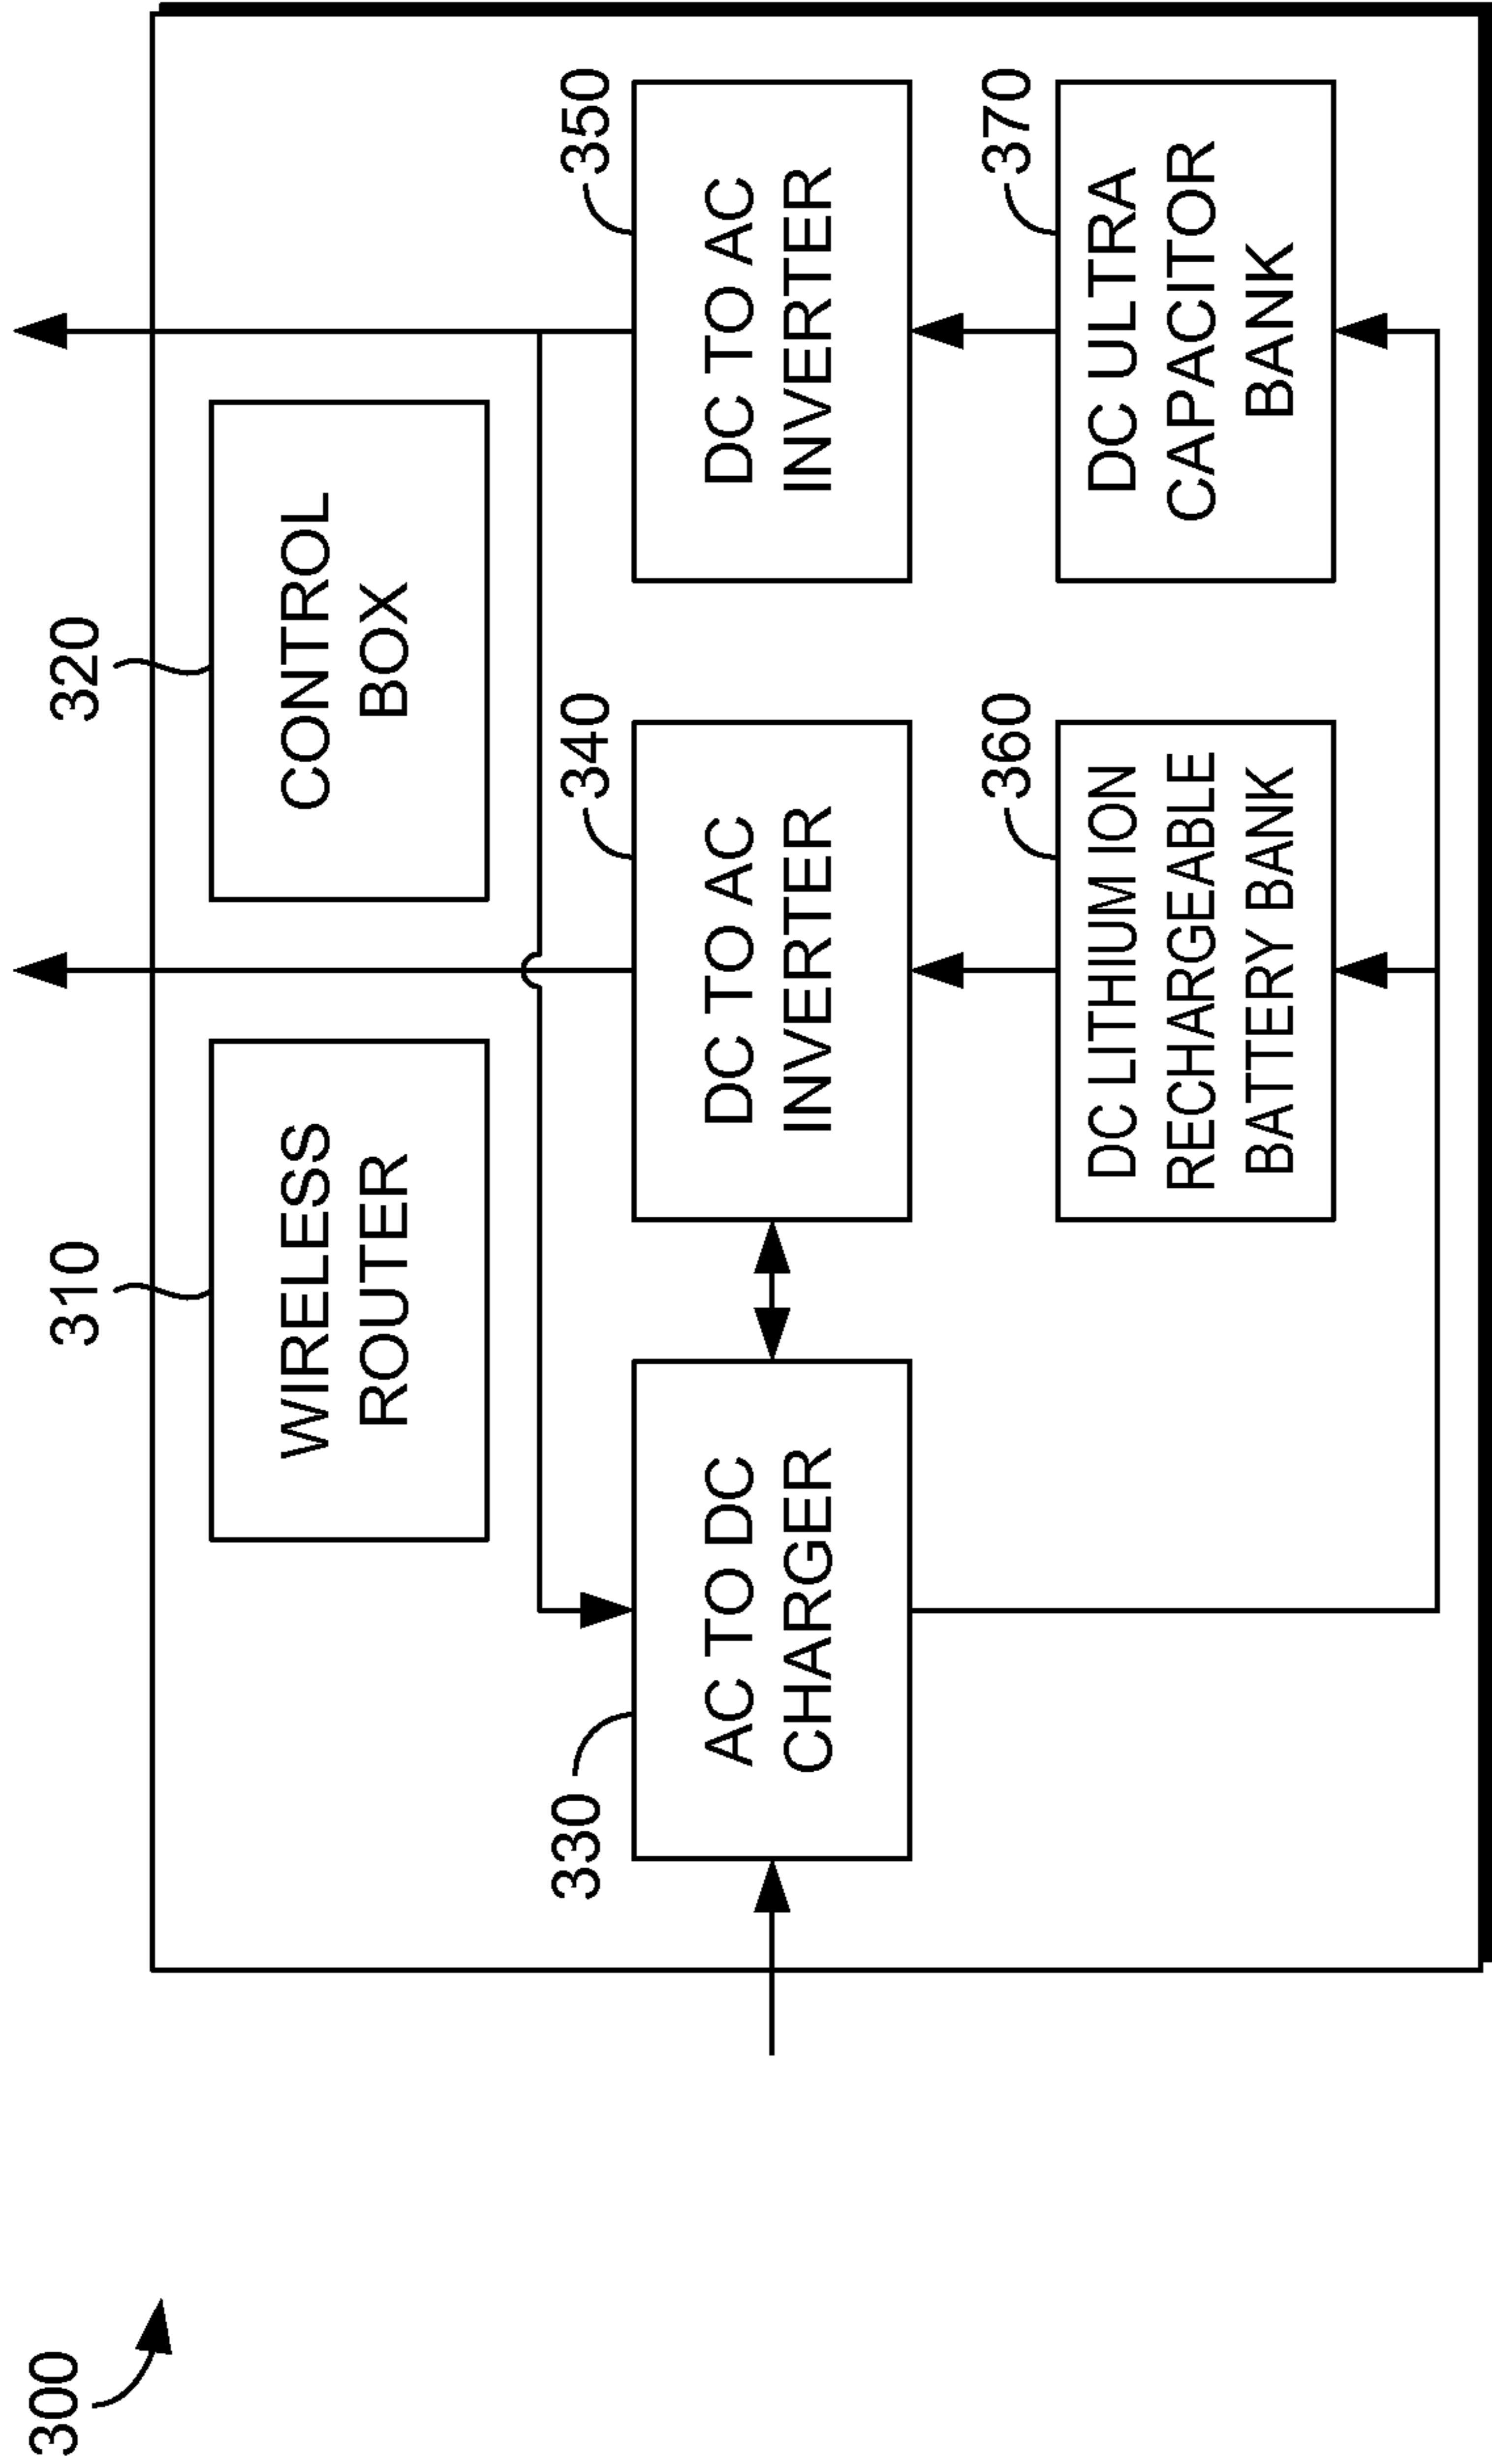 300
310
WIRELESS
ROUTER
320
CONTROL
BOX
330
AC TO DC
CHARGER
340
DC TO AC
INVERTER
350
DC TO AC
INVERTER
360
DC LITHIUM ION
RECHARGEABLE
BATTERY BANK
370
DC ULTRA
CAPACITOR
BANK